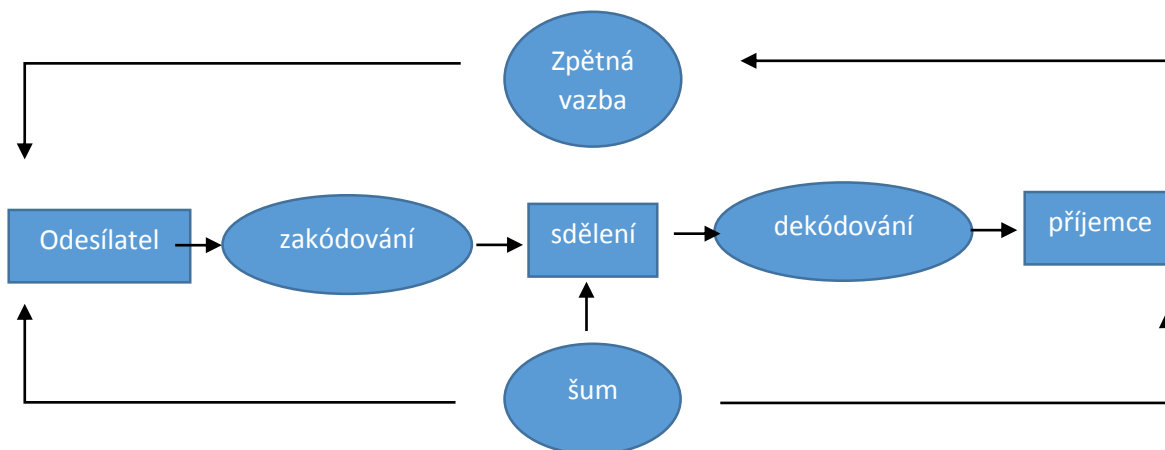 Zpětná
vazba
Odesílatel
zakódování
sdělení
dekódování
příjemce
šum